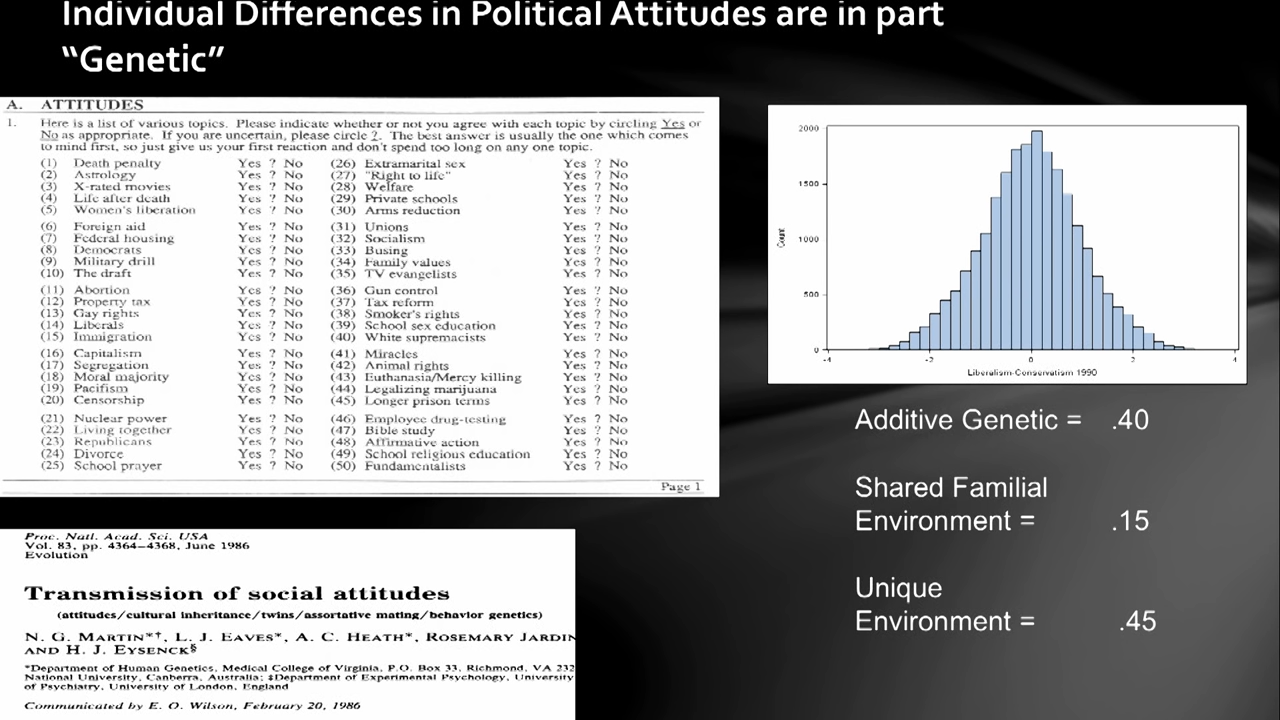 Individual Differences in Political Attitudes are in part
“Genetic”
A. ATTITUDES
1. Here is a list of various topics. Please indicate whether or not you agree with each topic by circling Yes or
No as appropriate. If you are uncertain, please circle ?. The best answer is usually the one which comes
to mind first, so just give us your first reaction and don't spend too long on any one topic.
(1) Death penalty Yes ? No (26) Extramarital sex Yes ? No
(2) Astrology Yes ? No (27) "Right to life" Yes ? No
(3) X-rated movies Yes ? No (28) Welfare Yes ? No
(4) Life after death Yes ? No (29) Private schools Yes ? No
(5) Women's liberation Yes ? No (30) Arms reduction Yes ? No
(6) Foreign aid Yes ? No (31) Unions Yes ? No
(7) Federal housing Yes ? No (32) Socialism Yes ? No
(8) Democrats Yes ? No (33) Busing Yes ? No
(9) Military drill Yes ? No (34) Family values Yes ? No
(10) The draft Yes ? No (35) TV evangelists Yes ? No
(11) Abortion Yes ? No (36) Gun control Yes ? No
(12) Property tax Yes ? No (37) Tax reform Yes ? No
(13) Gay rights Yes ? No (38) Smoker's rights Yes ? No
(14) Liberals Yes ? No (39) School sex education Yes ? No
(15) Immigration Yes ? No (40) White supremacists Yes ? No
(16) Capitalism Yes ? No (41) Miracles Yes ? No
(17) Segregation Yes ? No (42) Animal rights Yes ? No
(18) Moral majority Yes ? No (43) Euthanasia/Mercy killing Yes ? No
(19) Pacifism Yes ? No (44) Legalizing marijuana Yes ? No
(20) Censorship Yes ? No (45) Longer prison terms Yes ? No
(21) Nuclear power Yes ? No (46) Employee drug-testing Yes ? No
(22) Living together Yes ? No (47) Bible study Yes ? No
(23) Republicans Yes ? No (48) Affirmative action Yes ? No
(24) Divorce Yes ? No (49) School religious education Yes ? No
(25) School prayer Yes ? No (50) Fundamentalists Yes ? No
Page 1
2000
1500
1000
500
0
Count
-4 -2 0 2 4
Liberalism-Conservatism 1990
Additive Genetic = .40
Shared Familial
Environment = .15
Unique
Environment = .45
Proc. Natl. Acad. Sci. USA
Vol. 83, pp. 4364–4368, June 1986
Evolution
Transmission of social attitudes
(attitudes/cultural inheritance/twins/assortative mating/behavior genetics)
N. G. MARTIN*†, L. J. EAVES*, A. C. HEATH*, ROSEMARY JARDIN
AND H. J. EYSENCK§
*Department of Human Genetics, Medical College of Virginia, P.O. Box 33, Richmond, VA 232
National University, Canberra, Australia; ‡Department of Experimental Psychology, University
of Psychiatry, University of London, England
Communicated by E. O. Wilson, February 20, 1986